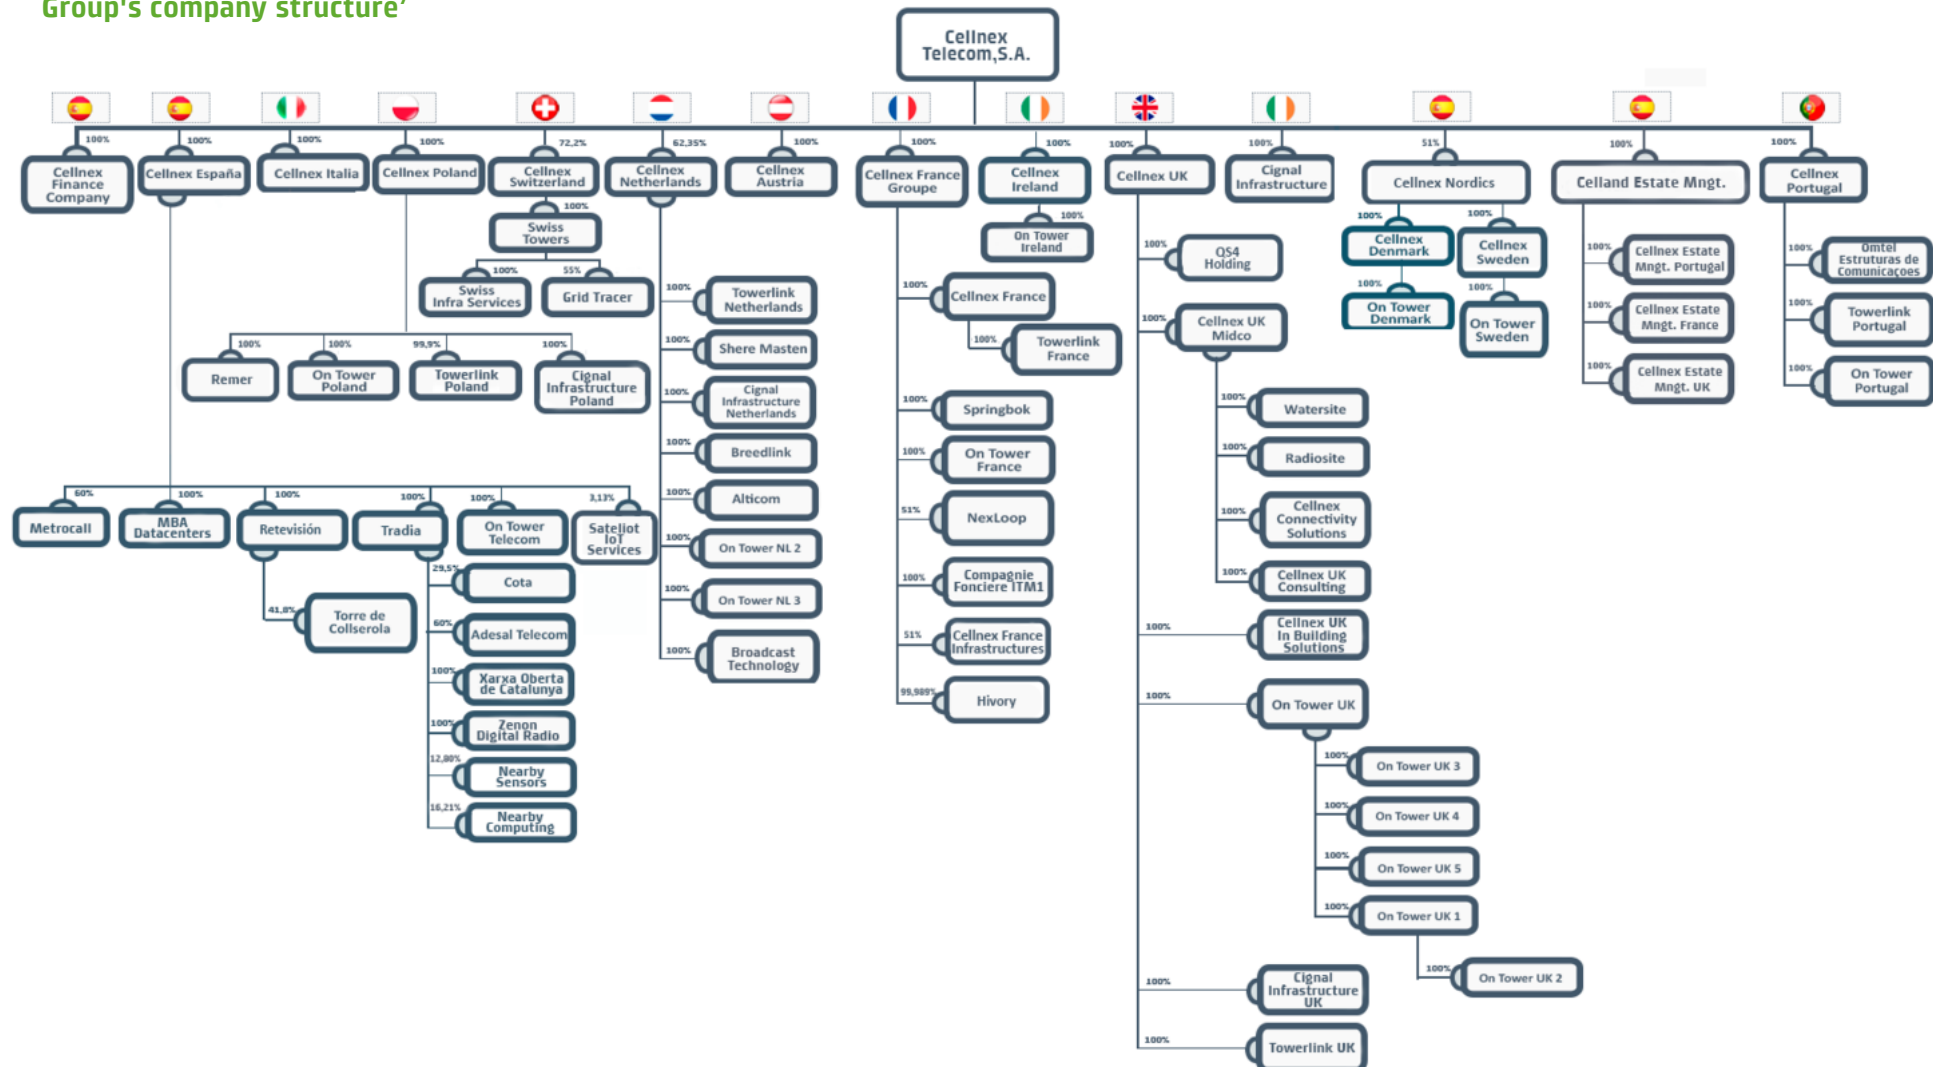 Group's company structure’
Cellnex
Telecom,S.A.
100%
100%
100%
100%
72,2%
62,35%
100%
100%
100%
100%
100%
51%
100%
100%
Cellnex
Finance
Company
Cellnex España
Cellnex Italia
Cellnex Poland
Cellnex
Switzerland
Cellnex
Netherlands
Cellnex
Austria
Cellnex France
Groupe
Cellnex
Ireland
Cellnex UK
Cignal
Infrastructure
Cellnex Nordics
Celland Estate Mngt.
Cellnex
Portugal
100%
Swiss
Towers
100%
Swiss
Infra Services
55%
Grid Tracer
100%
Remer
100%
On Tower
Poland
99,9%
Towerlink
Poland
100%
Cignal
Infrastructure
Poland
60%
Metrocall
100%
MBA
Datacenters
100%
Retevisión
100%
Tradia
100%
On Tower
Telecom
3,13%
Sateliot
IoT
Services
41,8%
Torre de
Collserola
29,5%
Cota
60%
Adesal Telecom
100%
Xarxa Oberta
de Catalunya
100%
Zenon
Digital Radio
12,80%
Nearby
Sensors
16,21%
Nearby
Computing
100%
Towerlink
Netherlands
100%
Shere Masten
100%
Cignal
Infrastructure
Netherlands
100%
Breedlink
100%
Alticom
100%
On Tower NL 2
100%
On Tower NL 3
100%
Broadcast
Technology
100%
Cellnex France
100%
Towerlink
France
100%
Springbok
100%
On Tower
France
51%
NexLoop
100%
Compagnie
Fonciere ITM1
51%
Cellnex France
Infrastructures
99,989%
Hivory
100%
On Tower
Ireland
100%
QS4
Holding
100%
Cellnex UK
Midco
100%
Watersite
100%
Radiosite
100%
Cellnex
Connectivity
Solutions
100%
Cellnex UK
Consulting
100%
Cellnex UK
In Building
Solutions
100%
On Tower UK
100%
On Tower UK 3
100%
On Tower UK 4
100%
On Tower UK 5
100%
On Tower UK 1
100%
On Tower UK 2
100%
Cignal
Infrastructure
UK
100%
Towerlink UK
100%
Cellnex
Denmark
100%
On Tower
Denmark
100%
Cellnex
Sweden
100%
On Tower
Sweden
100%
Cellnex Estate
Mngt. Portugal
100%
Cellnex Estate
Mngt. France
100%
Cellnex Estate
Mngt. UK
100%
Omtel
Estruturas de
Comunicaçoes
100%
Towerlink
Portugal
100%
On Tower
Portugal